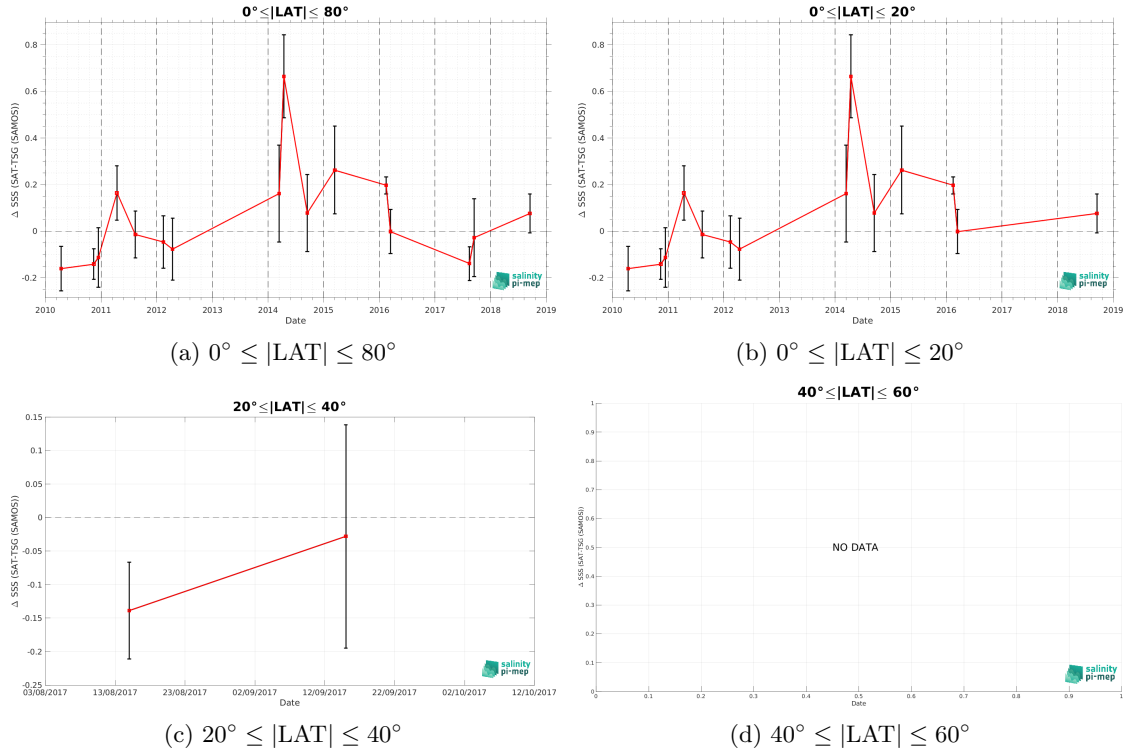 0°≤|LAT|≤ 80°
Δ SSS (SAT-TSG (SAMOS))
0.8
0.6
0.4
0.2
0
-0.2
2010 2011 2012 2013 2014 2015 2016 2017 2018 2019
Date
salinity
pi-mep
(a) 0° ≤ |LAT| ≤ 80°
0°≤|LAT|≤ 20°
Δ SSS (SAT-TSG (SAMOS))
0.8
0.6
0.4
0.2
0
-0.2
2010 2011 2012 2013 2014 2015 2016 2017 2018 2019
Date
salinity
pi-mep
(b) 0° ≤ |LAT| ≤ 20°
20°≤|LAT|≤ 40°
Δ SSS (SAT-TSG (SAMOS))
0.15
0.1
0.05
0
-0.05
-0.1
-0.15
-0.2
-0.25
03/08/2017 13/08/2017 23/08/2017 02/09/2017 12/09/2017 22/09/2017 02/10/2017 12/10/2017
Date
salinity
pi-mep
(c) 20° ≤ |LAT| ≤ 40°
40°≤|LAT|≤ 60°
Δ SSS (SAT-TSG (SAMOS))
1
0.9
0.8
0.7
0.6
0.5
0.4
0.3
0.2
0.1
0
NO DATA
0 0.1 0.2 0.3 0.4 0.5 0.6 0.7 0.8 0.9 1
Date
salinity
pi-mep
(d) 40° ≤ |LAT| ≤ 60°